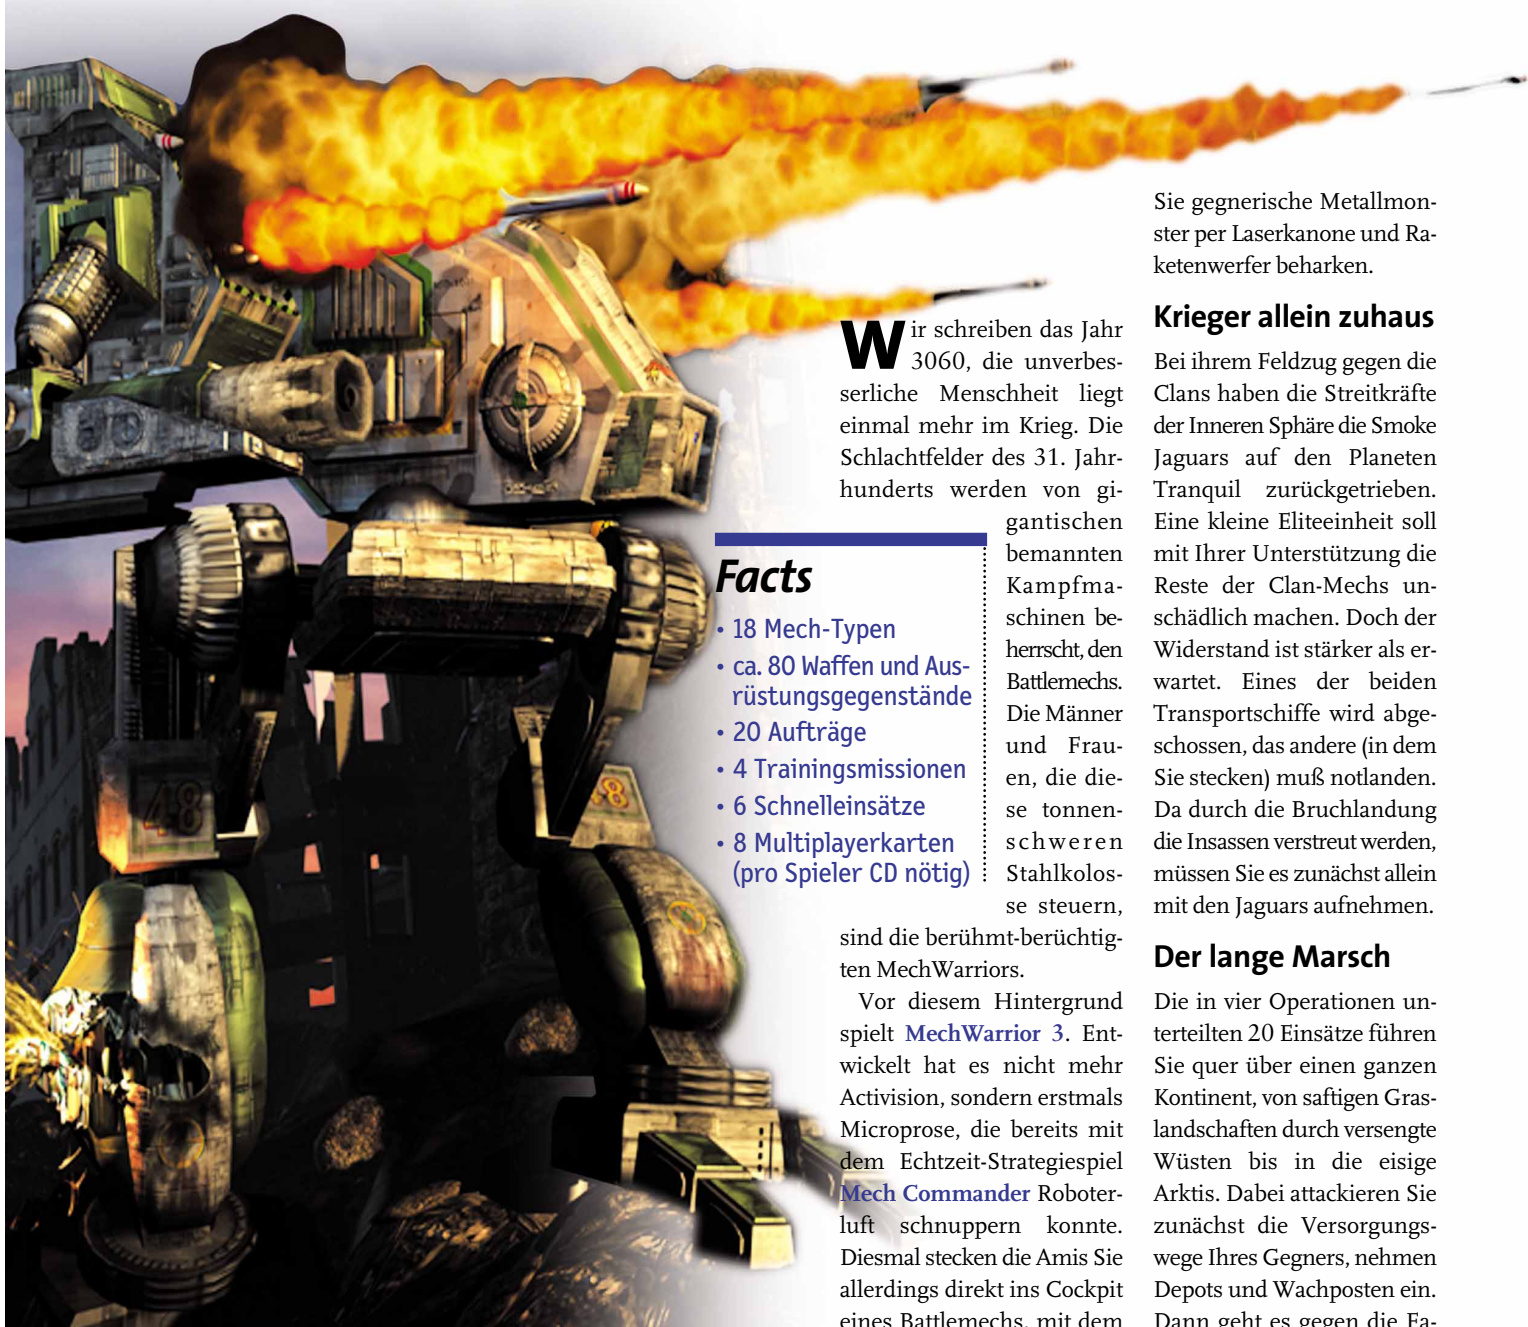 Wir schreiben das Jahr
3060, die unverbes-
serliche Menschheit liegt
einmal mehr im Krieg. Die
Schlachtfelder des 31. Jahr-
hunderts werden von gi-
gantischen
bemannten
Kampfma-
schinen be-
herrscht, den
Battlemechs.
Die Männer
und Frau-
en, die die-
se tonnen-
schweren
Stahlkolos-
se steuern,
sind die berühmt-berüchtig-
ten MechWarriors.
Vor diesem Hintergrund
spielt MechWarrior 3. Ent-
wickelt hat es nicht mehr
Activision, sondern erstmals
Microprose, die bereits mit
dem Echtzeit-Strategiespiel
Mech Commander Roboter-
luft schnuppern konnte.
Diesmal stecken die Amis Sie
allerdings direkt ins Cockpit
eines Battlemechs, mit dem
Facts
• 18 Mech-Typen
• ca. 80 Waffen und Aus-
rüstungsgegenstände
• 20 Aufträge
• 4 Trainingsmissionen
• 6 Schnelleinsätze
• 8 Multiplayerkarten
(pro Spieler CD nötig)
Sie gegnerische Metallmon-
ster per Laserkanone und Ra-
ketenwerfer beharken.
Krieger allein zuhaus
Bei ihrem Feldzug gegen die
Clans haben die Streitkräfte
der Inneren Sphäre die Smoke
Jaguars auf den Planeten
Tranquil zurückgetrieben.
Eine kleine Eliteeinheit soll
mit Ihrer Unterstützung die
Reste der Clan-Mechs un-
schädlich machen. Doch der
Widerstand ist stärker als er-
wartet. Eines der beiden
Transportschiffe wird abge-
schossen, das andere (in dem
Sie stecken) muß notlanden.
Da durch die Bruchlandung
die Insassen verstreut werden,
müssen Sie es zunächst allein
mit den Jaguars aufnehmen.
Der lange Marsch
Die in vier Operationen un-
terteilten 20 Einsätze führen
Sie quer über einen ganzen
Kontinent, von saftigen Gras-
landschaften durch versengte
Wüsten bis in die eisige
Arktis. Dabei attackieren Sie
zunächst die Versorgungs-
wege Ihres Gegners, nehmen
Depots und Wachposten ein.
Dann geht es gegen die Fa-
48
48